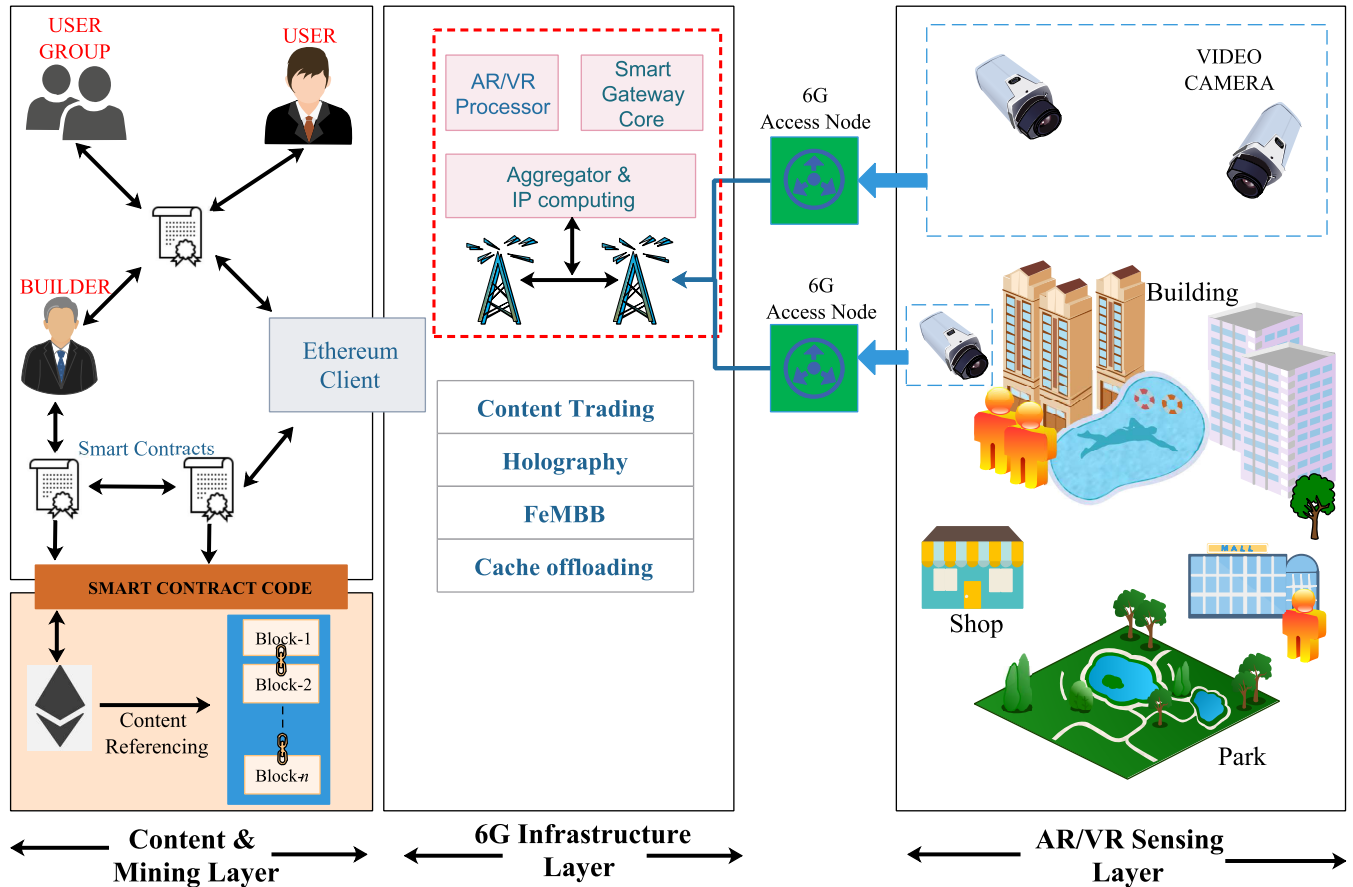 USER
GROUP
USER
BUILDER
Ethereum
Client
Smart Contracts
SMART CONTRACT CODE
Content
Referencing
Block-1
Block-2
Block-n
Content &
Mining Layer
AR/VR
Processor
Smart
Gateway
Core
Aggregator &
IP computing
Content Trading
Holography
FeMBB
Cache offloading
6G Infrastructure
Layer
6G
Access Node
6G
Access Node
VIDEO
CAMERA
Building
Shop
MALL
Park
AR/VR Sensing
Layer